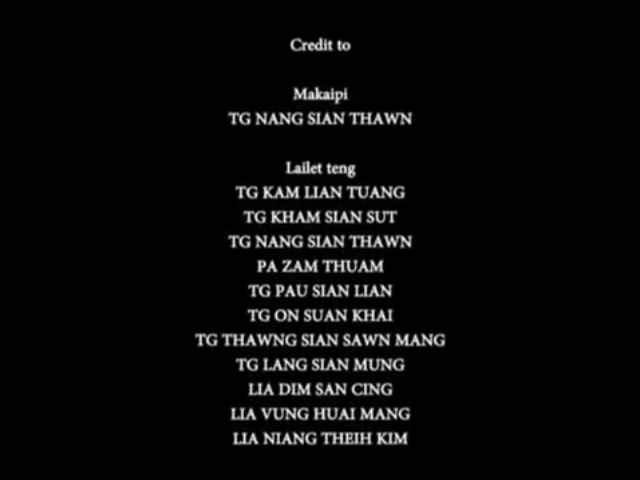 Credit to
Makaipi
TG NANG SIAN THAWN
Lailet teng
TG KAM LIAN TUANG
TG KHAM SIAN SUT
TG NANG SIAN THAWN
PA ZAM THUAM
TG PAU SIAN LIAN
TG ON SUAN KHAI
TG THAWNG SIAN SAWN MANG
TG LANG SIAN MUNG
LIA DIM SAN CING
LIA VUNG HUAI MANG
LIA NIANG THEIH KIM